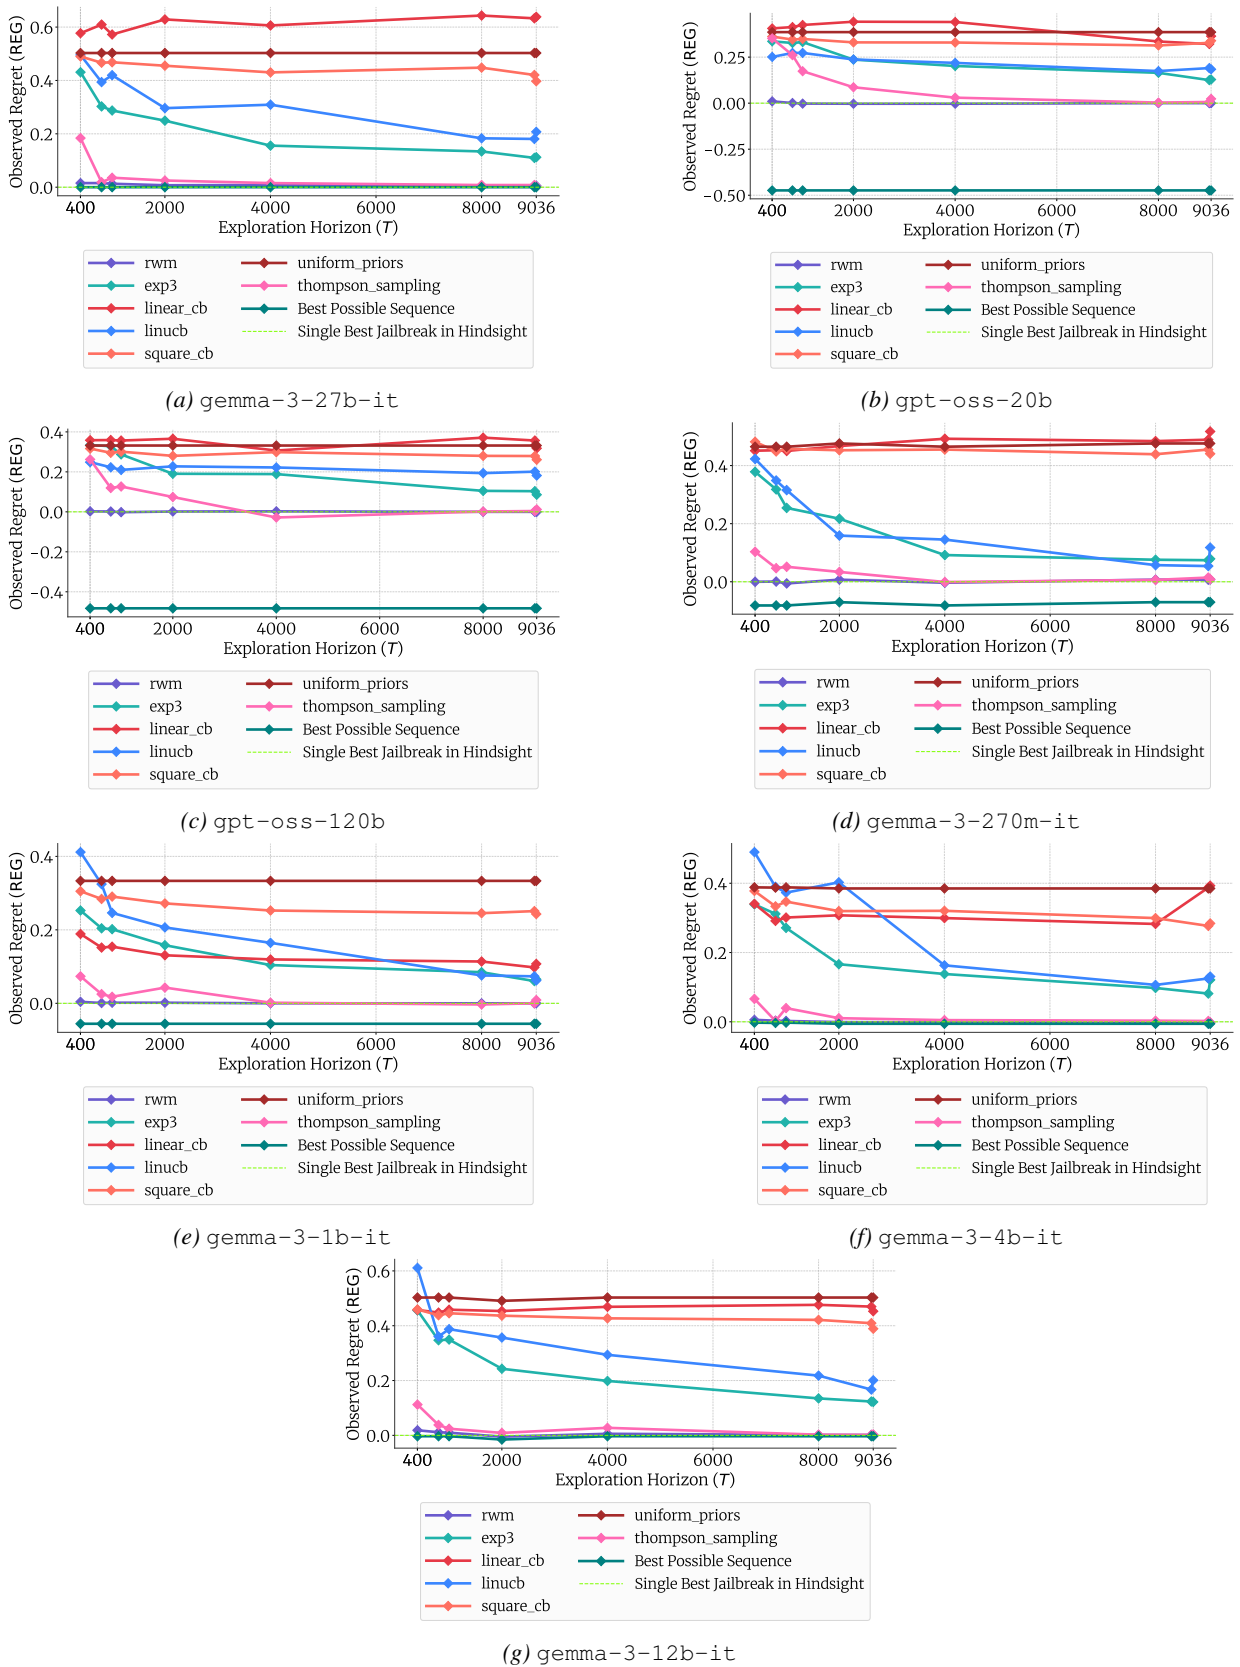 Observed Regret (REG)
0.6
0.4
0.2
0.0
400 2000 4000 6000 8000 9036
Exploration Horizon (T)
rwm
exp3
linear_cb
linucb
square_cb
uniform_priors
thompson_sampling
Best Possible Sequence
Single Best Jailbreak in Hindsight
(a) gemma-3-27b-it
Observed Regret (REG)
0.25
0.00
−0.25
−0.50
400 2000 4000 6000 8000 9036
Exploration Horizon (T)
rwm
exp3
linear_cb
linucb
square_cb
uniform_priors
thompson_sampling
Best Possible Sequence
Single Best Jailbreak in Hindsight
(b) gpt-oss-20b
Observed Regret (REG)
0.4
0.2
0.0
−0.2
−0.4
400 2000 4000 6000 8000 9036
Exploration Horizon (T)
rwm
exp3
linear_cb
linucb
square_cb
uniform_priors
thompson_sampling
Best Possible Sequence
Single Best Jailbreak in Hindsight
(c) gpt-oss-120b
Observed Regret (REG)
0.4
0.2
0.0
400 2000 4000 6000 8000 9036
Exploration Horizon (T)
rwm
exp3
linear_cb
linucb
square_cb
uniform_priors
thompson_sampling
Best Possible Sequence
Single Best Jailbreak in Hindsight
(d) gemma-3-270m-it
Observed Regret (REG)
0.4
0.2
0.0
400 2000 4000 6000 8000 9036
Exploration Horizon (T)
rwm
exp3
linear_cb
linucb
square_cb
uniform_priors
thompson_sampling
Best Possible Sequence
Single Best Jailbreak in Hindsight
(e) gemma-3-1b-it
Observed Regret (REG)
0.4
0.2
0.0
400 2000 4000 6000 8000 9036
Exploration Horizon (T)
rwm
exp3
linear_cb
linucb
square_cb
uniform_priors
thompson_sampling
Best Possible Sequence
Single Best Jailbreak in Hindsight
(f) gemma-3-4b-it
Observed Regret (REG)
0.6
0.4
0.2
0.0
400 2000 4000 6000 8000 9036
Exploration Horizon (T)
rwm
exp3
linear_cb
linucb
square_cb
uniform_priors
thompson_sampling
Best Possible Sequence
Single Best Jailbreak in Hindsight
(g) gemma-3-12b-it